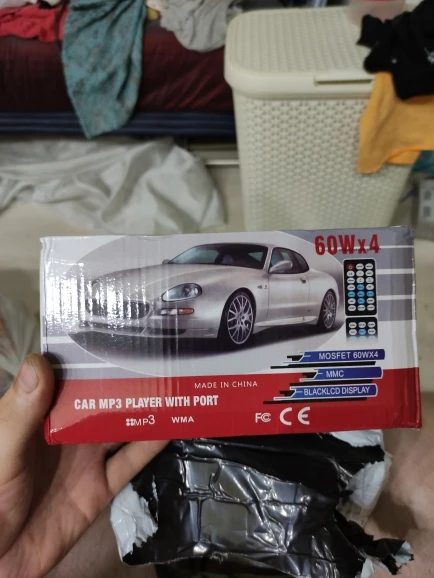 60Wx4
MOSFET 60WX4
MMC
BLACKLCD DISPLAY
MADE IN CHINA
CAR MP3 PLAYER WITH PORT
MP3 WMA FC CE